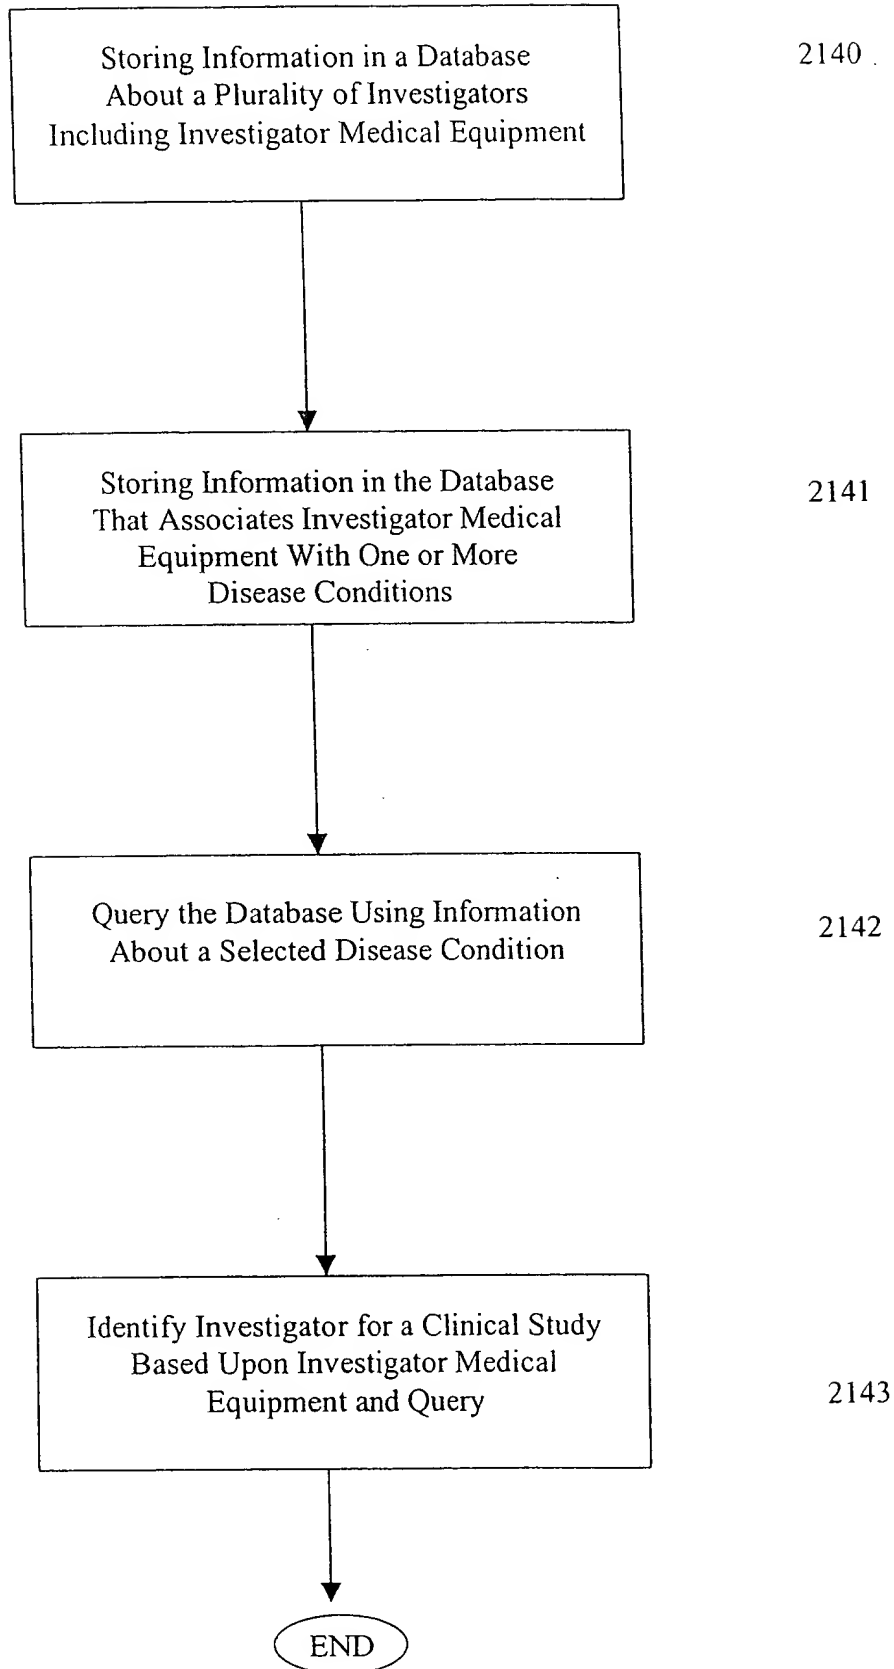 Storing Information in a Database
About a Plurality of Investigators
Including Investigator Medical Equipment
2140
Storing Information in the Database
That Associates Investigator Medical
Equipment With One or More
Disease Conditions
2141
Query the Database Using Information
About a Selected Disease Condition
2142
Identify Investigator for a Clinical Study
Based Upon Investigator Medical
Equipment and Query
2143
END